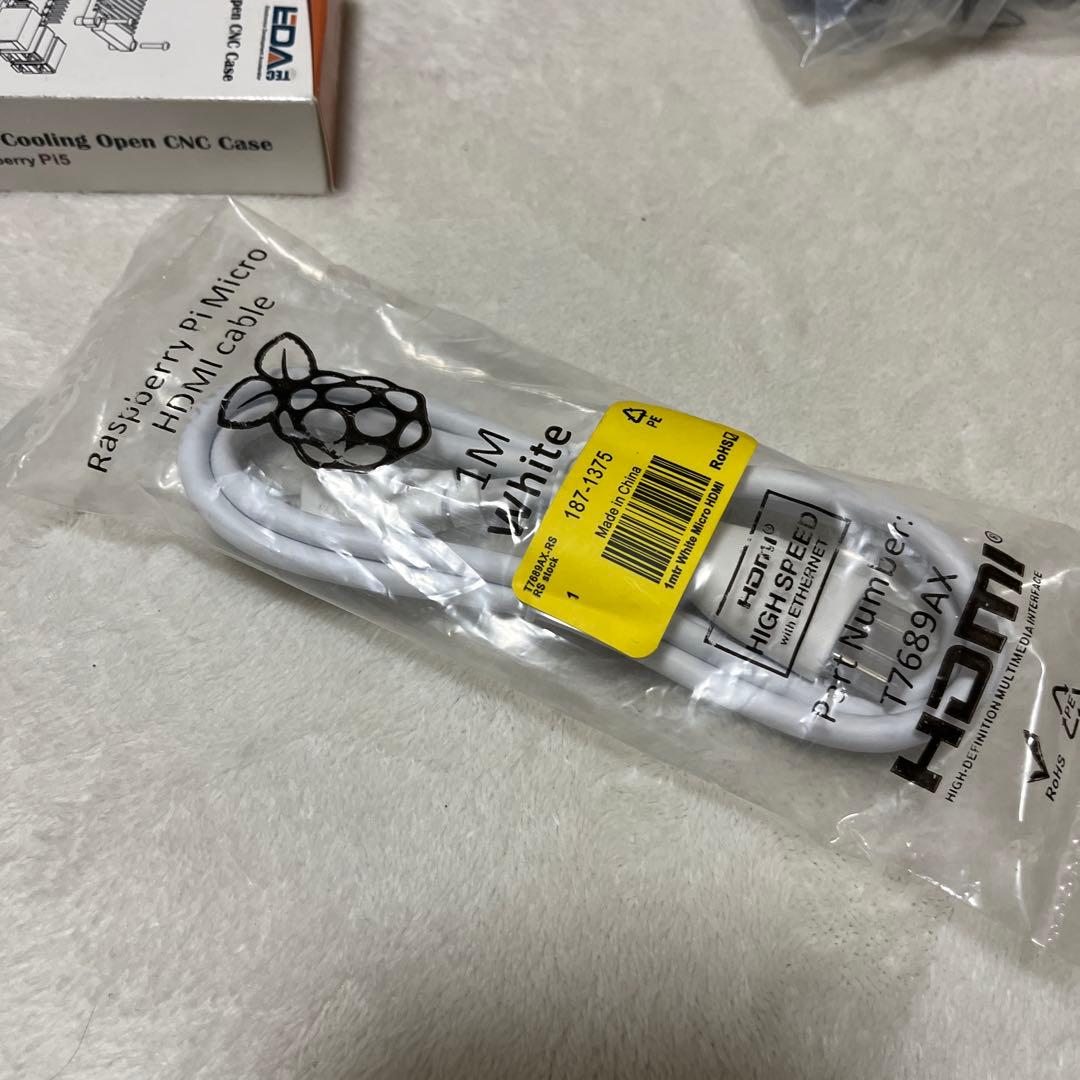 pen CNC Case
EDA
TEC
Cooling Open CNC Case
berry Pi5
Raspberry Pi Micro
HDMI cable
1M
White
T7689AX-RS
RS stock
1
187-1375
Made in China
1mtr White Micro HDMI
RoHS
PE
HDMI®
HIGH SPEED
with ETHERNET
part Number:
T7689AX
HDMI®
HIGH-DEFINITION MULTIMEDIA INTERFACE
RoHS
PE